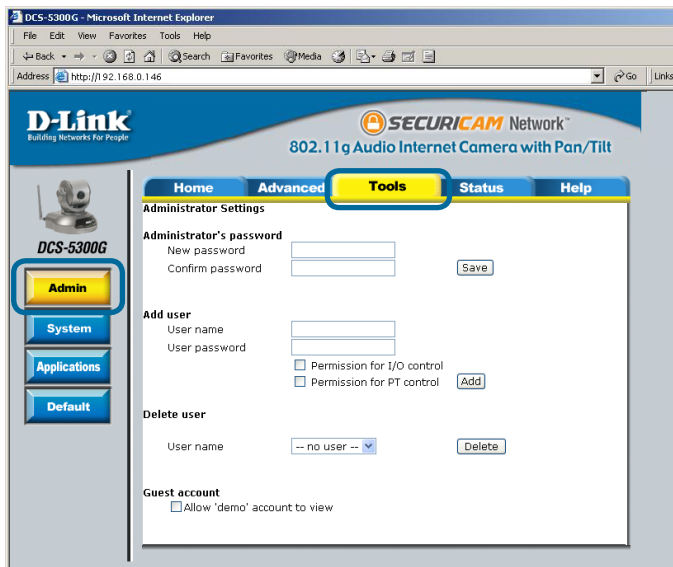 DCS-5300G - Microsoft Internet Explorer
File Edit View Favorites Tools Help
Back Search Favorites Media
Address http://192.168.0.146 Go Links
D-Link
Building Networks For People
SECURICAM Network™
802.11g Audio Internet Camera with Pan/Tilt
Home Advanced Tools Status Help
DCS-5300G
Admin
System
Applications
Default
Administrator Settings
Administrator's password
New password
Confirm password Save
Add user
User name
User password
Permission for I/O control
Permission for PT control Add
Delete user
User name -- no user -- Delete
Guest account
Allow 'demo' account to view